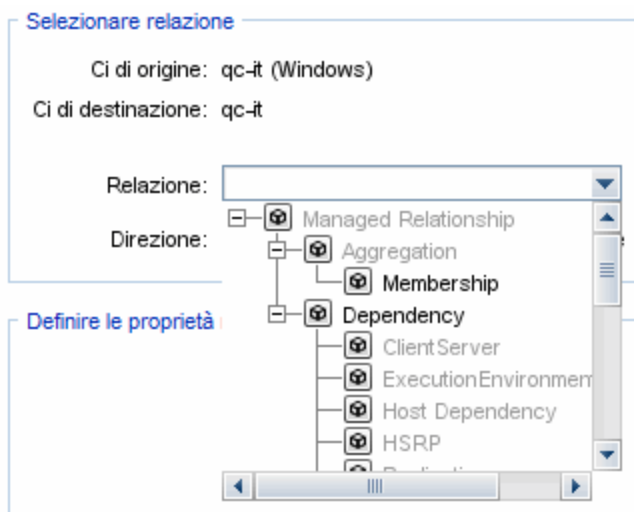 Selezionare relazione
Ci di origine: qc-it (Windows)
Ci di destinazione: qc-it
Relazione:
Managed Relationship
Direzione:
Aggregation
Membership
Definire le proprietà
Dependency
ClientServer
ExecutionEnvironmen
Host Dependency
HSRP